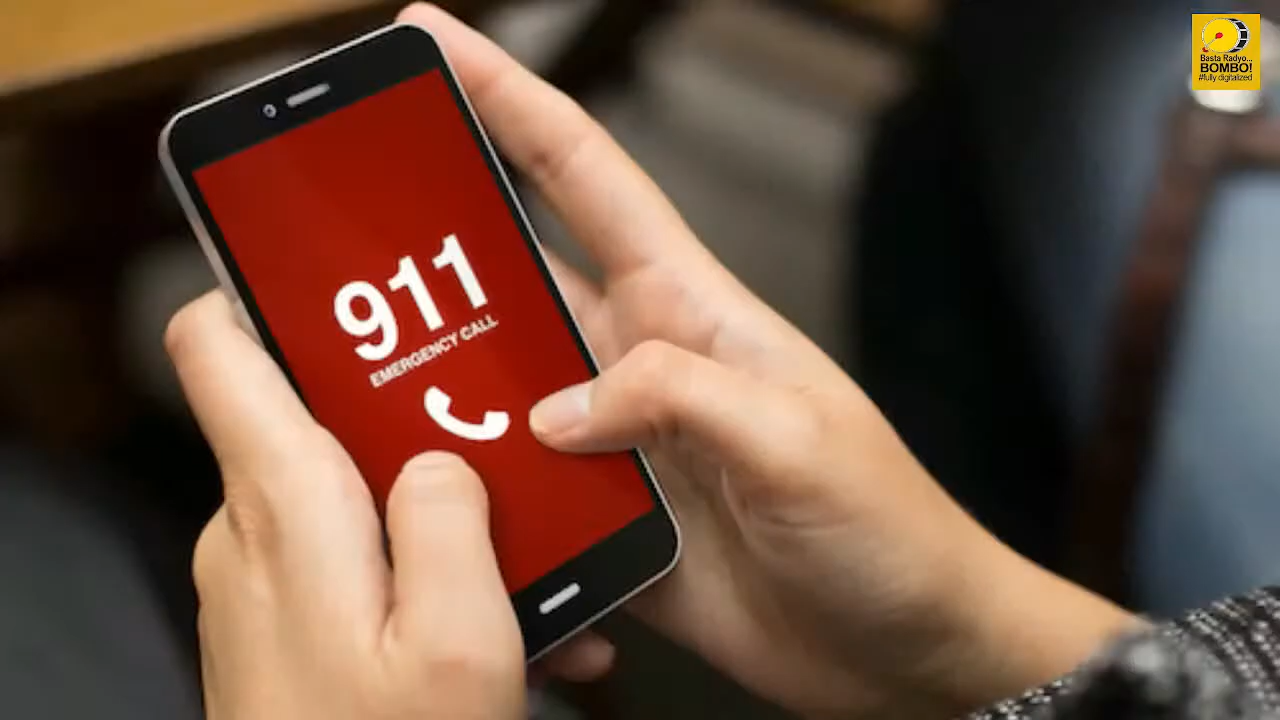 911
EMERGENCY CALL
Basta Radyo...
BOMBO!
#fully digitalized